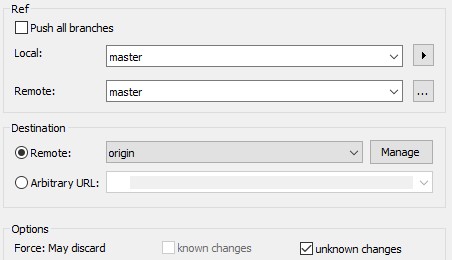 Ref
Push all branches
Local: master
Remote: master ...
Destination
Remote: origin Manage
Arbitrary URL:
Options
Force: May discard known changes unknown changes